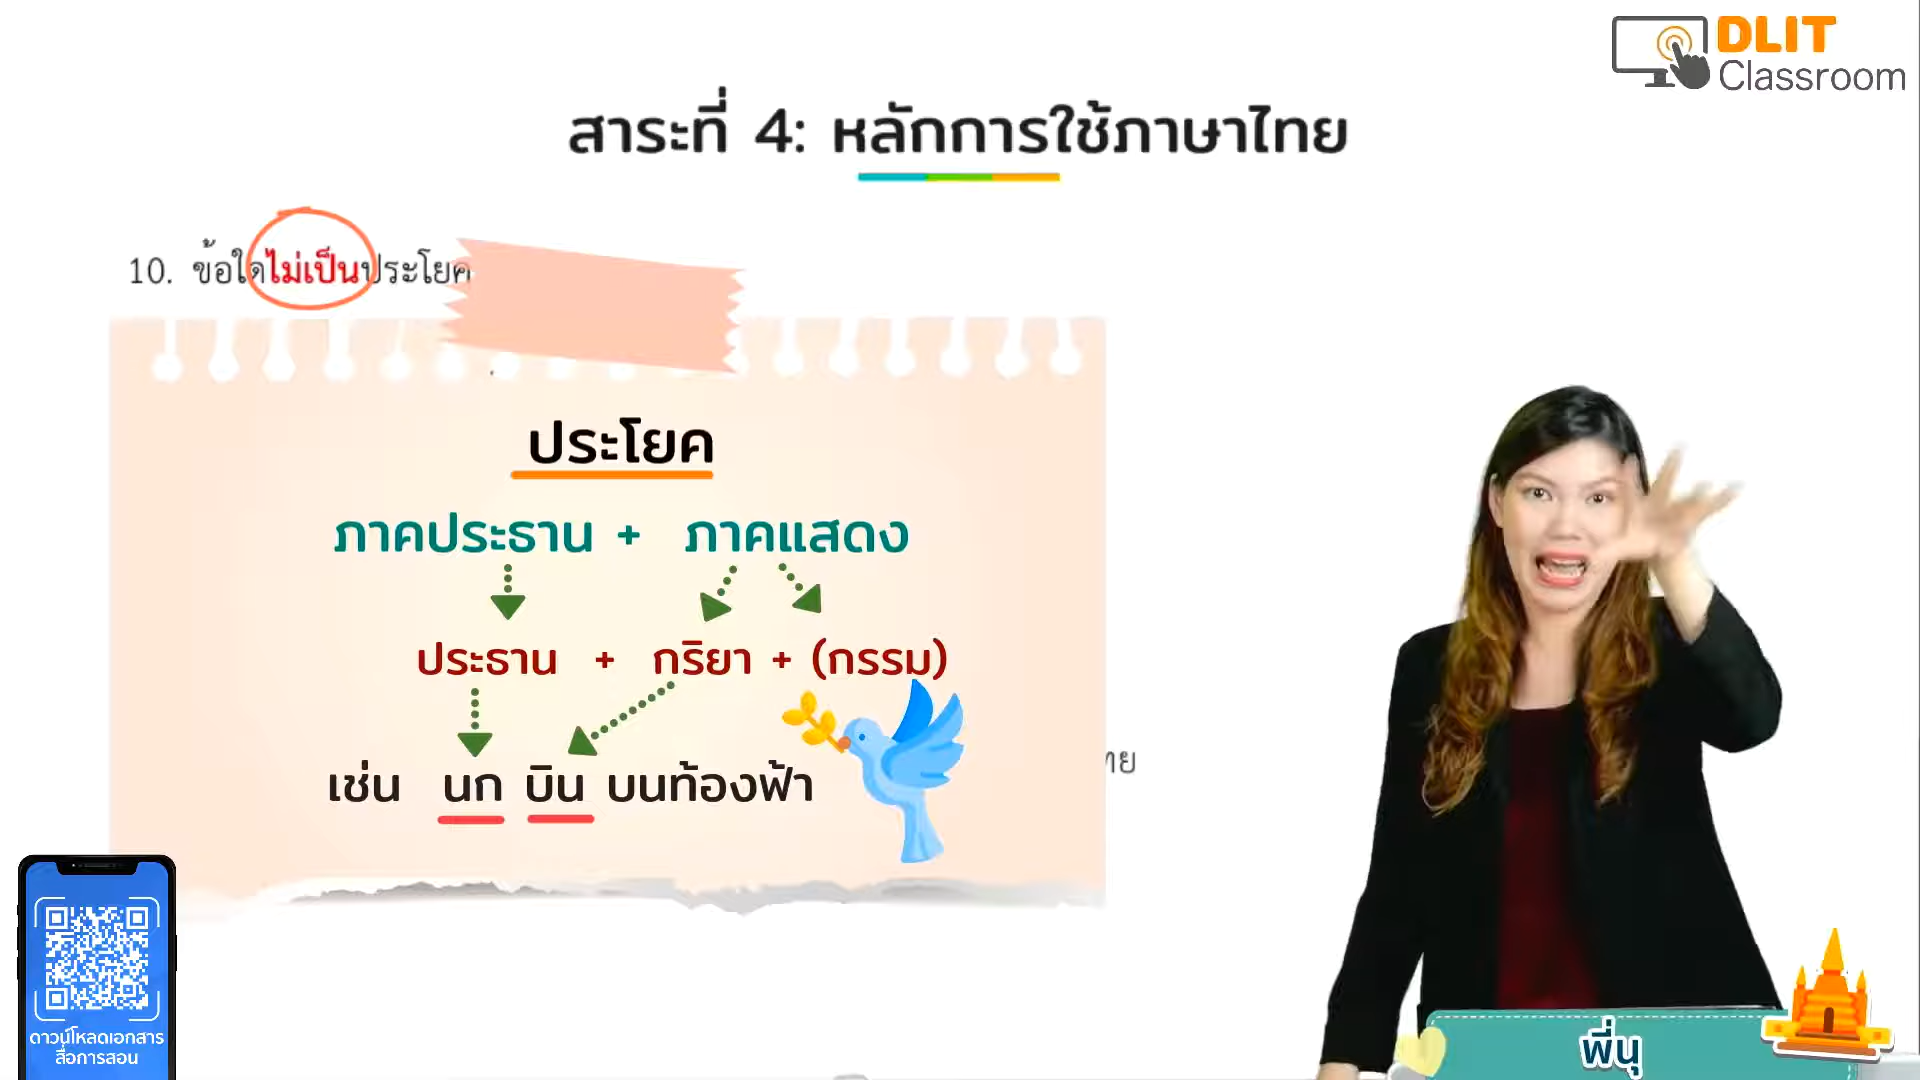 DLIT
Classroom
สาระที่ 4: หลักการใช้ภาษาไทย
10. ข้อใดไม่เป็นประโยค
ประโยค
ภาคประธาน + ภาคแสดง
ประธาน + กริยา + (กรรม)
เช่น นก บิน บนท้องฟ้า
ดาวน์โหลดเอกสาร
สื่อการสอน
พี่นุ